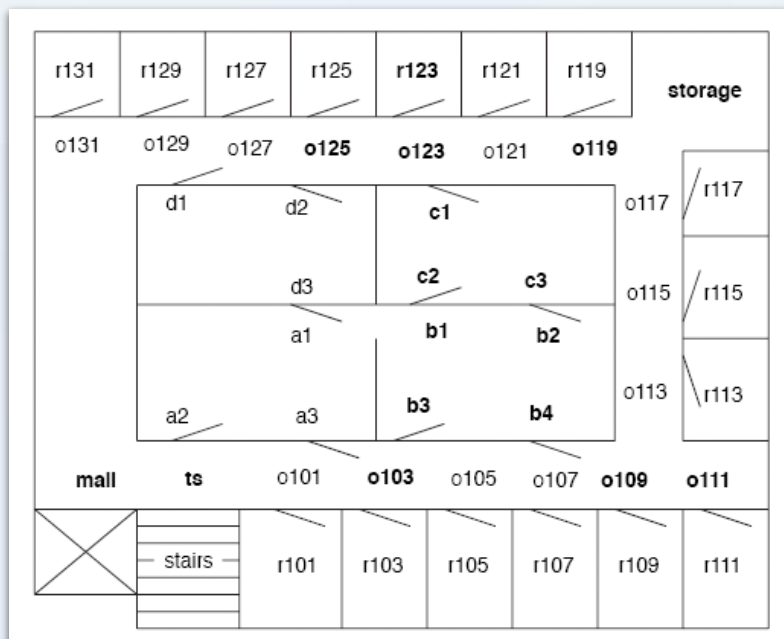 r131 r129 r127 r125 r123 r121 r119
storage
o131 o129 o127 o125 o123 o121 o119
d1 d2 c1 o117 r117
d3 c2 c3 o115 r115
a1 b1 b2
a2 a3 b3 b4 o113 r113
mail ts o101 o103 o105 o107 o109 o111
stairs r101 r103 r105 r107 r109 r111